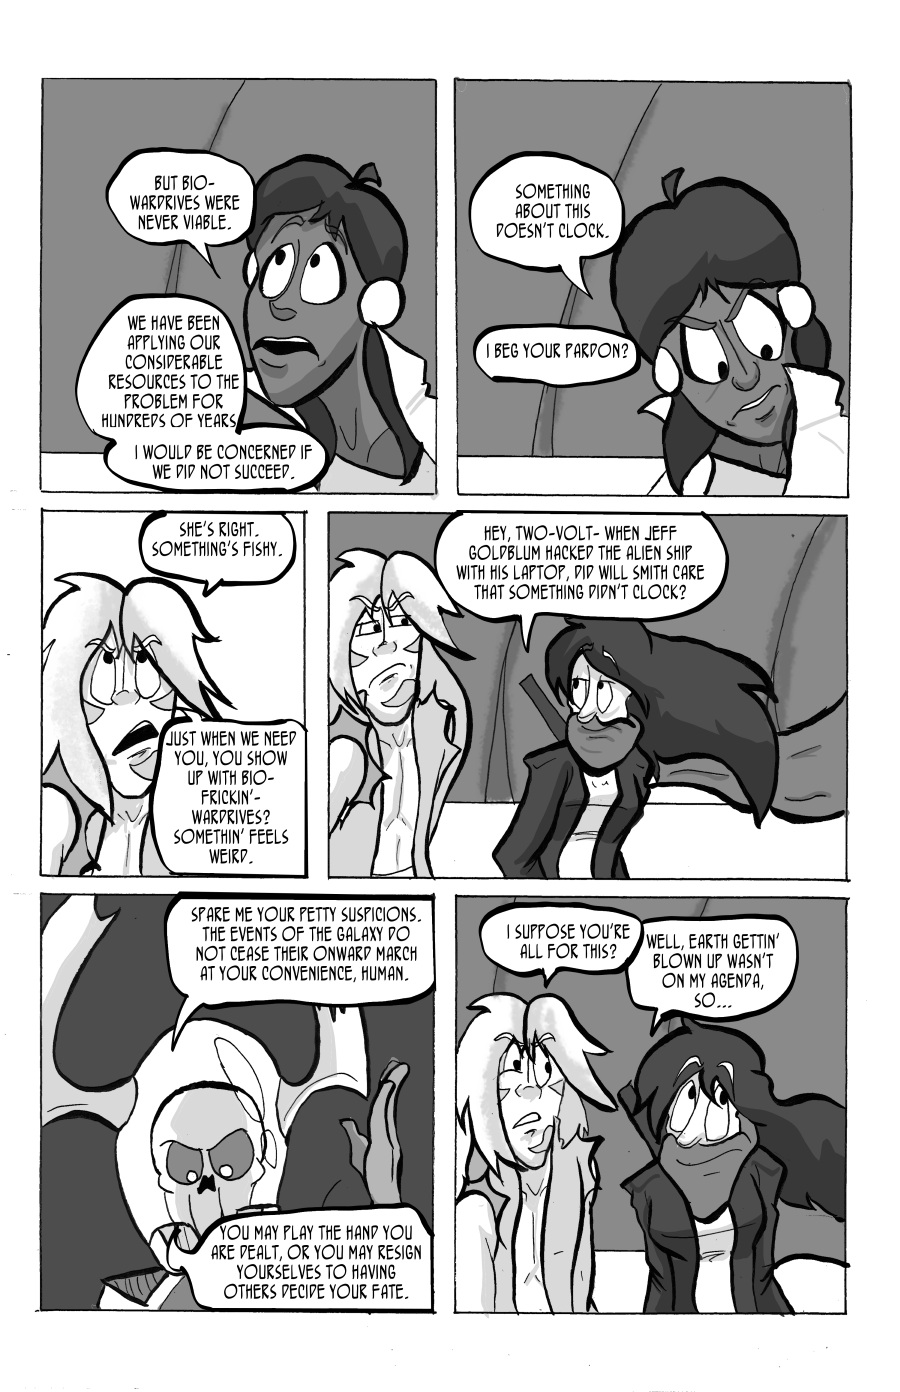 BUT BIO-
WARDRIVES WERE
NEVER VIABLE.
WE HAVE BEEN
APPLYING OUR
CONSIDERABLE
RESOURCES TO THE
PROBLEM FOR
HUNDREDS OF YEARS.
I WOULD BE CONCERNED IF
WE DID NOT SUCCEED.
SOMETHING
ABOUT THIS
DOESN'T CLOCK.
I BEG YOUR PARDON?
SHE'S RIGHT.
SOMETHING'S FISHY.
JUST WHEN WE NEED
YOU, YOU SHOW
UP WITH BIO-
FRICKIN'-
WARDRIVES?
SOMETHIN' FEELS
WEIRD.
HEY, TWO-VOLT- WHEN JEFF
GOLDBLUM HACKED THE ALIEN SHIP
WITH HIS LAPTOP, DID WILL SMITH CARE
THAT SOMETHING DIDN'T CLOCK?
SPARE ME YOUR PETTY SUSPICIONS.
THE EVENTS OF THE GALAXY DO
NOT CEASE THEIR ONWARD MARCH
AT YOUR CONVENIENCE, HUMAN.
YOU MAY PLAY THE HAND YOU
ARE DEALT, OR YOU MAY RESIGN
YOURSELVES TO HAVING
OTHERS DECIDE YOUR FATE.
I SUPPOSE YOU'RE
ALL FOR THIS?
WELL, EARTH GETTIN'
BLOWN UP WASN'T
ON MY AGENDA,
SO...